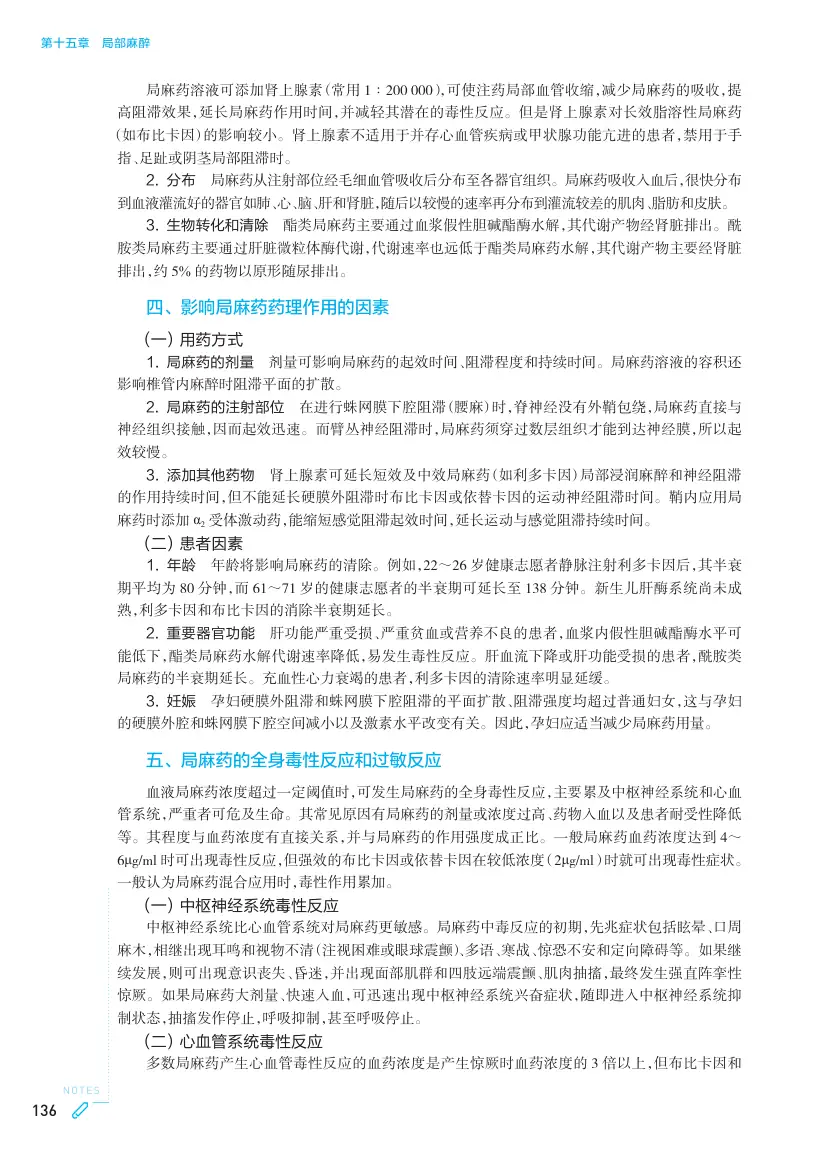 第十五章 局部麻醉
局麻药溶液可添加肾上腺素(常用 1∶200 000),可使注药局部血管收缩,减少局麻药的吸收,提
高阻滞效果,延长局麻药作用时间,并减轻其潜在的毒性反应。但是肾上腺素对长效脂溶性局麻药
(如布比卡因)的影响较小。肾上腺素不适用于并存心血管疾病或甲状腺功能亢进的患者,禁用于手
指、足趾或阴茎局部阻滞时。
2. 分布 局麻药从注射部位经毛细血管吸收后分布至各器官组织。局麻药吸收入血后,很快分布
到血液灌流好的器官如肺、心、脑、肝和肾脏,随后以较慢的速率再分布到灌流较差的肌肉、脂肪和皮肤。
3. 生物转化和清除 酯类局麻药主要通过血浆假性胆碱酯酶水解,其代谢产物经肾脏排出。酰
胺类局麻药主要通过肝脏微粒体酶代谢,代谢速率也远低于酯类局麻药水解,其代谢产物主要经肾脏
排出,约 5% 的药物以原形随尿排出。
四、影响局麻药药理作用的因素
(一)用药方式
1. 局麻药的剂量 剂量可影响局麻药的起效时间、阻滞程度和持续时间。局麻药溶液的容积还
影响椎管内麻醉时阻滞平面的扩散。
2. 局麻药的注射部位 在进行蛛网膜下腔阻滞(腰麻)时,脊神经没有外鞘包绕,局麻药直接与
神经组织接触,因而起效迅速。而臂丛神经阻滞时,局麻药须穿过数层组织才能到达神经膜,所以起
效较慢。
3. 添加其他药物 肾上腺素可延长短效及中效局麻药(如利多卡因)局部浸润麻醉和神经阻滞
的作用持续时间,但不能延长硬膜外阻滞时布比卡因或依替卡因的运动神经阻滞时间。鞘内应用局
麻药时添加 α₂ 受体激动药,能缩短感觉阻滞起效时间,延长运动与感觉阻滞持续时间。
(二)患者因素
1. 年龄 年龄将影响局麻药的清除。例如,22～26 岁健康志愿者静脉注射利多卡因后,其半衰
期平均为 80 分钟,而 61～71 岁的健康志愿者的半衰期可延长至 138 分钟。新生儿肝酶系统尚未成
熟,利多卡因和布比卡因的消除半衰期延长。
2. 重要器官功能 肝功能严重受损、严重贫血或营养不良的患者,血浆内假性胆碱酯酶水平可
能低下,酯类局麻药水解代谢速率降低,易发生毒性反应。肝血流下降或肝功能受损的患者,酰胺类
局麻药的半衰期延长。充血性心力衰竭的患者,利多卡因的清除速率明显延缓。
3. 妊娠 孕妇硬膜外阻滞和蛛网膜下腔阻滞的平面扩散、阻滞强度均超过普通妇女,这与孕妇
的硬膜外腔和蛛网膜下腔空间减小以及激素水平改变有关。因此,孕妇应适当减少局麻药用量。
五、局麻药的全身毒性反应和过敏反应
血液局麻药浓度超过一定阈值时,可发生局麻药的全身毒性反应,主要累及中枢神经系统和心血
管系统,严重者可危及生命。其常见原因有局麻药的剂量或浓度过高、药物入血以及患者耐受性降低
等。其程度与血药浓度有直接关系,并与局麻药的作用强度成正比。一般局麻药血药浓度达到 4～
6μg/ml 时可出现毒性反应,但强效的布比卡因或依替卡因在较低浓度(2μg/ml)时就可出现毒性症状。
一般认为局麻药混合应用时,毒性作用累加。
(一)中枢神经系统毒性反应
中枢神经系统比心血管系统对局麻药更敏感。局麻药中毒反应的初期,先兆症状包括眩晕、口周
麻木,相继出现耳鸣和视物不清(注视困难或眼球震颤)、多语、寒战、惊恐不安和定向障碍等。如果继
续发展,则可出现意识丧失、昏迷,并出现面部肌群和四肢远端震颤、肌肉抽搐,最终发生强直阵挛性
惊厥。如果局麻药大剂量、快速入血,可迅速出现中枢神经系统兴奋症状,随即进入中枢神经系统抑
制状态,抽搐发作停止,呼吸抑制,甚至呼吸停止。
(二)心血管系统毒性反应
多数局麻药产生心血管毒性反应的血药浓度是产生惊厥时血药浓度的 3 倍以上,但布比卡因和
NOTES
136